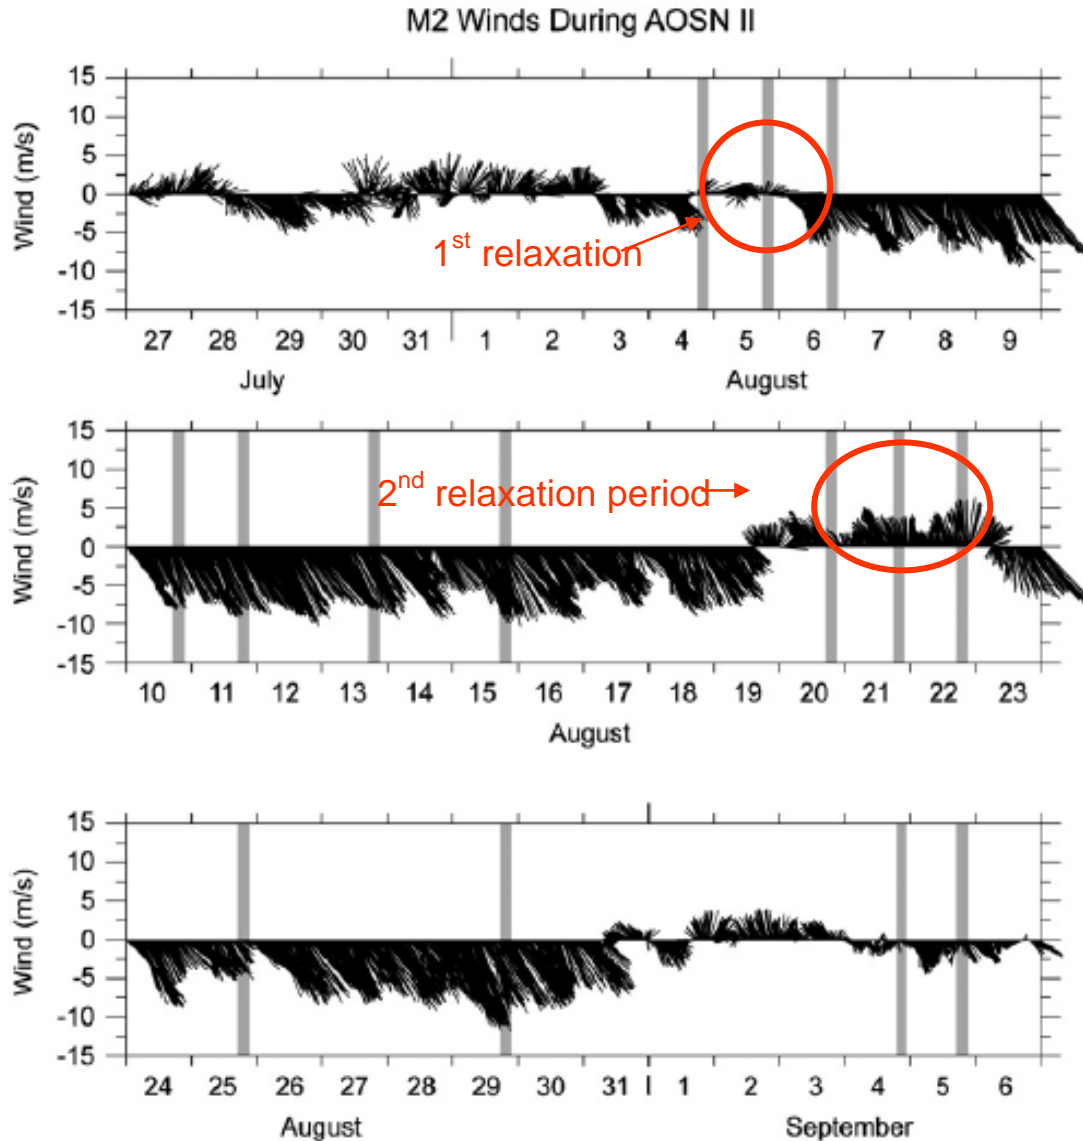 M2 Winds During AOSN II
15
10
5
0
-5
-10
-15
Wind (m/s)
1st relaxation
27 28 29 30 31 1 2 3 4 5 6 7 8 9
July August
15
10
5
0
-5
-10
-15
Wind (m/s)
2nd relaxation period
10 11 12 13 14 15 16 17 18 19 20 21 22 23
August
15
10
5
0
-5
-10
-15
Wind (m/s)
24 25 26 27 28 29 30 31 1 2 3 4 5 6
August September